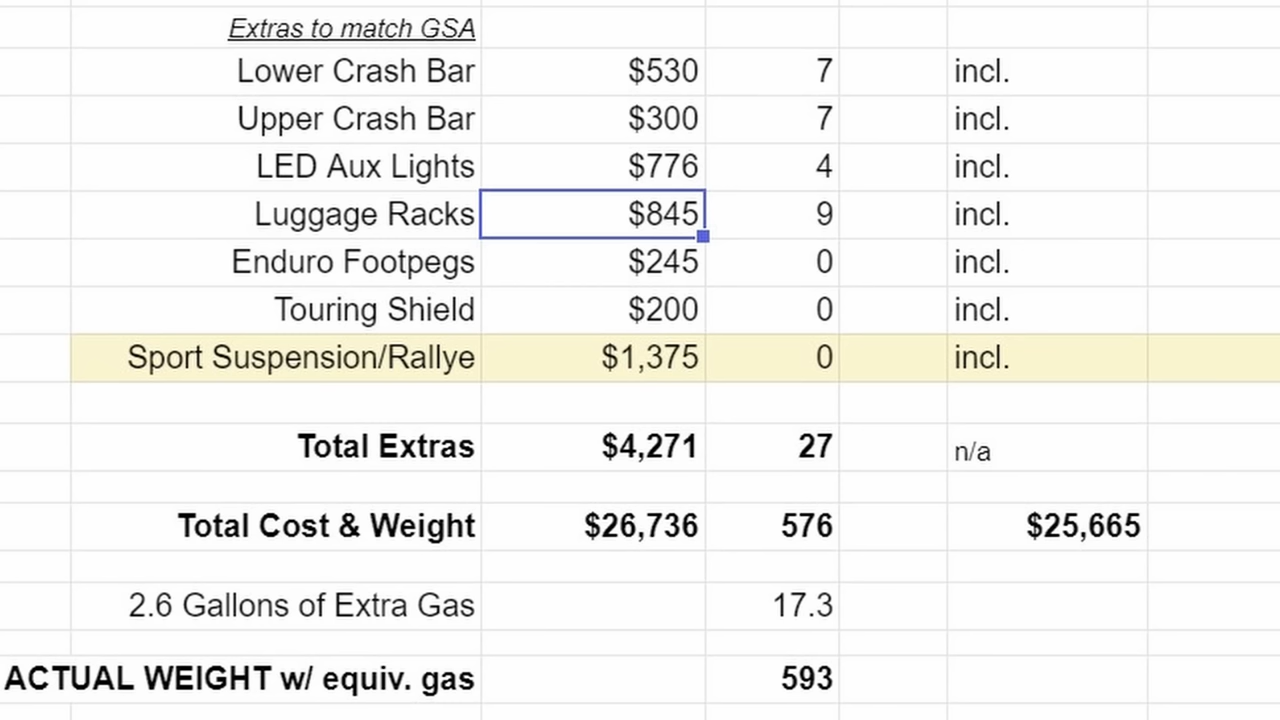 Extras to match GSA
Lower Crash Bar $530 7 incl.
Upper Crash Bar $300 7 incl.
LED Aux Lights $776 4 incl.
Luggage Racks $845 9 incl.
Enduro Footpegs $245 0 incl.
Touring Shield $200 0 incl.
Sport Suspension/Rallye $1,375 0 incl.
Total Extras $4,271 27 n/a
Total Cost & Weight $26,736 576 $25,665
2.6 Gallons of Extra Gas 17.3
ACTUAL WEIGHT w/ equiv. gas 593